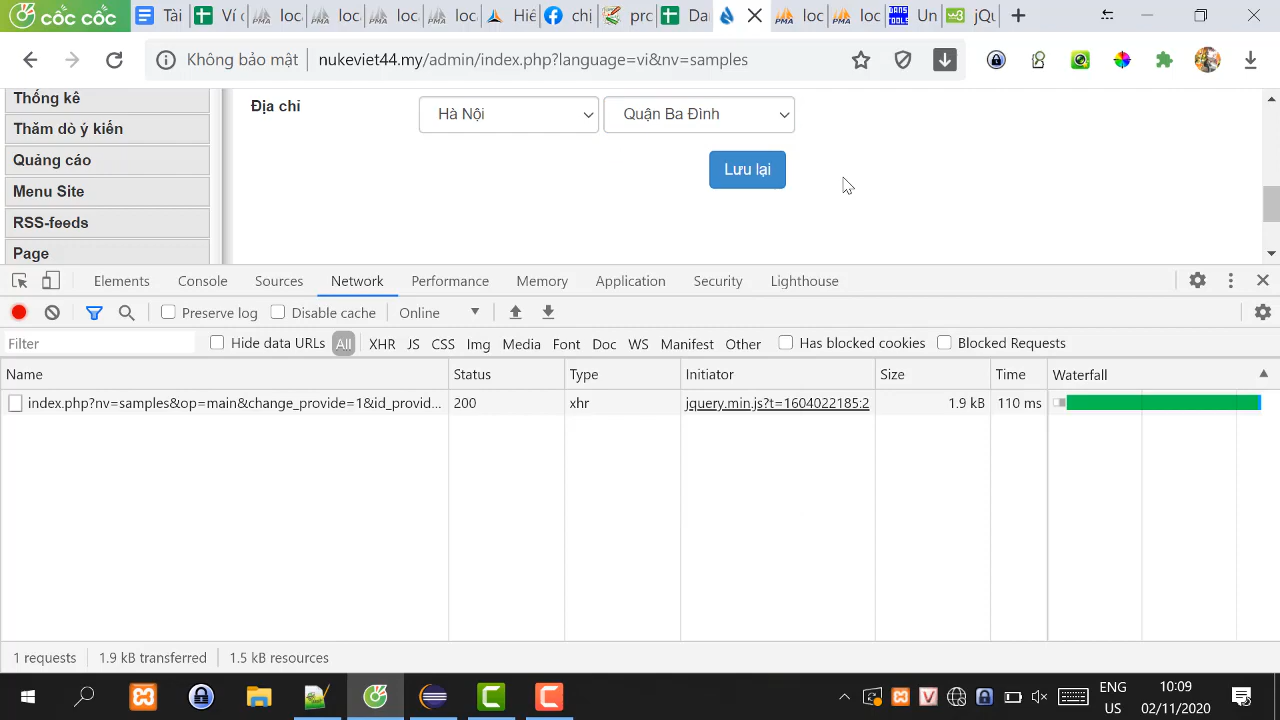 cốc cốc Tài Ví c loc loc loc loc Hiê chị prc Da loc Un jQu
Không bảo mật nukeviet44.my/admin/index.php?language=vi&nv=samples
Thống kê
Thăm dò ý kiến
Quảng cáo
Menu Site
RSS-feeds
Page
Địa chỉ Hà Nội Quận Ba Đình
Lưu lại
Elements Console Sources Network Performance Memory Application Security Lighthouse
Preserve log Disable cache Online
Filter Hide data URLs All XHR JS CSS Img Media Font Doc WS Manifest Other Has blocked cookies Blocked Requests
Name Status Type Initiator Size Time Waterfall
index.php?nv=samples&op=main&change_provide=1&id_provid... 200 xhr jquery.min.js?t=1604022185:2 1.9 kB 110 ms
1 requests 1.9 kB transferred 1.5 kB resources
ENG 10:09
US 02/11/2020